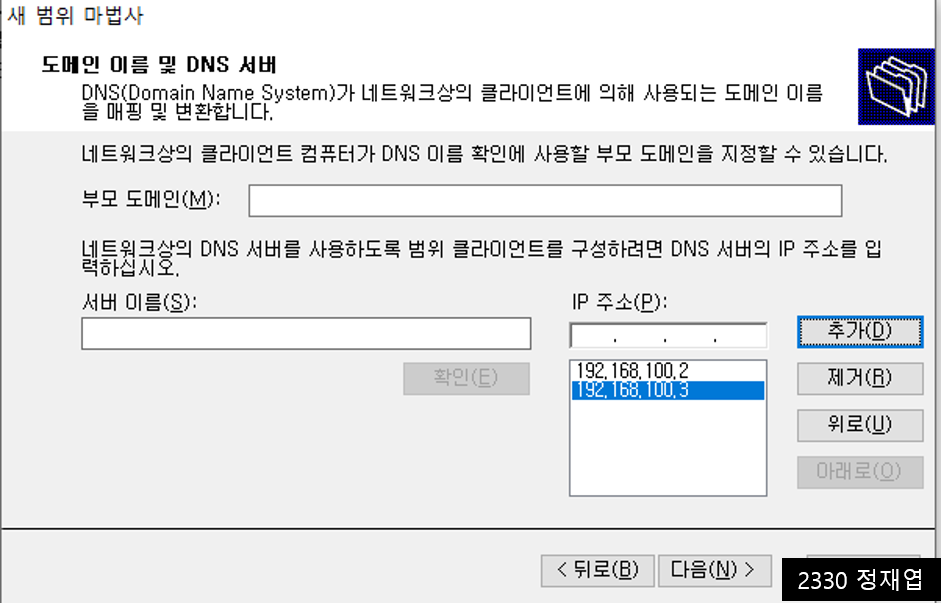 새 범위 마법사
도메인 이름 및 DNS 서버
DNS(Domain Name System)가 네트워크상의 클라이언트에 의해 사용되는 도메인 이름
을 매핑 및 변환합니다.
네트워크상의 클라이언트 컴퓨터가 DNS 이름 확인에 사용할 부모 도메인을 지정할 수 있습니다.
부모 도메인(M):
네트워크상의 DNS 서버를 사용하도록 범위 클라이언트를 구성하려면 DNS 서버의 IP 주소를 입
력하십시오.
서버 이름(S):
IP 주소(P):
. . .
추가(D)
확인(E)
192.168.100.2
192.168.100.3
제거(R)
위로(U)
아래로(O)
< 뒤로(B)
다음(N) >
2330 정재엽